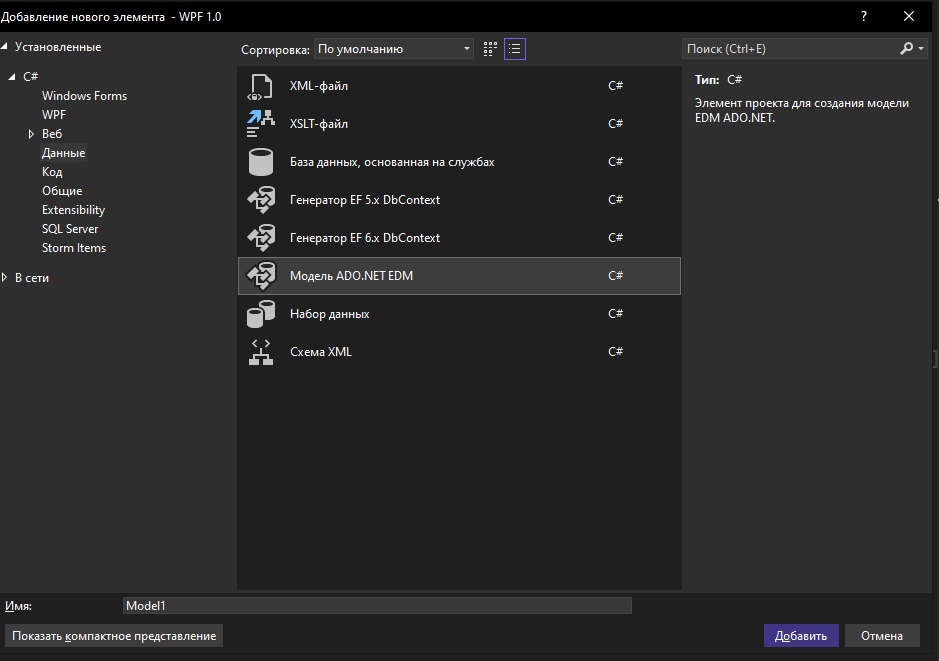 Добавление нового элемента - WPF 1.0
?
Установленные
Сортировка: По умолчанию
Поиск (Ctrl+E)
C#
Windows Forms
WPF
Веб
Данные
Код
Общие
Extensibility
SQL Server
Storm Items
В сети
XML-файл C#
XSLT-файл C#
База данных, основанная на службах C#
Генератор EF 5.x DbContext C#
Генератор EF 6.x DbContext C#
Модель ADO.NET EDM C#
Набор данных C#
Схема XML C#
Тип: C#
Элемент проекта для создания модели
EDM ADO.NET.
Имя: Model1
Показать компактное представление
Добавить
Отмена